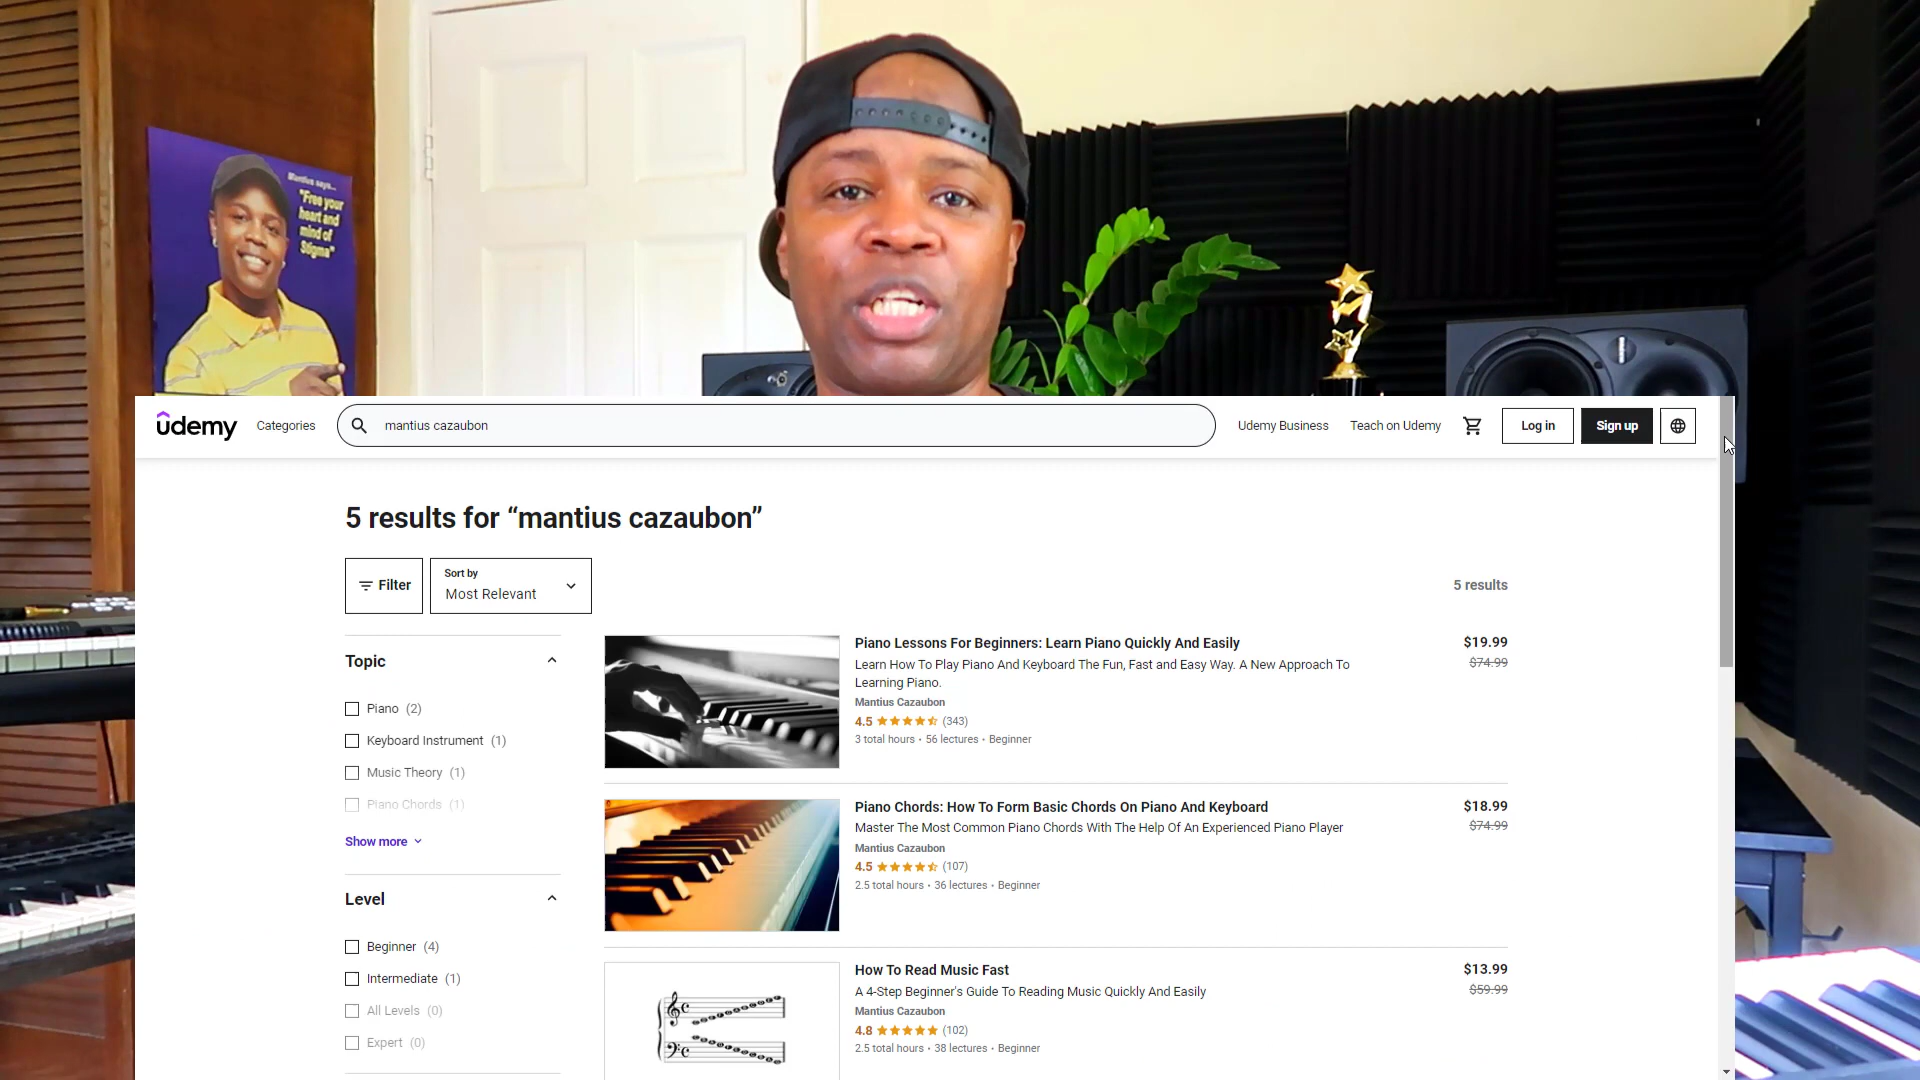 Mantius says...
"Free your
heart and
mind of
Stigma"
ûdemy
Categories
mantius cazaubon
Udemy Business
Teach on Udemy
Log in
Sign up
5 results for “mantius cazaubon”
Filter
Sort by
Most Relevant
5 results
Topic
Piano (2)
Keyboard Instrument (1)
Music Theory (1)
Piano Chords (1)
Show more
Level
Beginner (4)
Intermediate (1)
All Levels (0)
Expert (0)
Piano Lessons For Beginners: Learn Piano Quickly And Easily
$19.99
Learn How To Play Piano And Keyboard The Fun, Fast and Easy Way. A New Approach To
$74.99
Learning Piano.
Mantius Cazaubon
4.5 (343)
3 total hours • 56 lectures • Beginner
Piano Chords: How To Form Basic Chords On Piano And Keyboard
$18.99
Master The Most Common Piano Chords With The Help Of An Experienced Piano Player
$74.99
Mantius Cazaubon
4.5 (107)
2.5 total hours • 36 lectures • Beginner
How To Read Music Fast
$13.99
A 4-Step Beginner's Guide To Reading Music Quickly And Easily
$59.99
Mantius Cazaubon
4.8 (102)
2.5 total hours • 38 lectures • Beginner